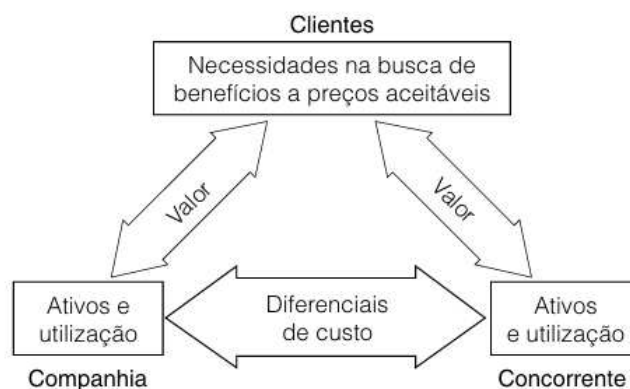 Clientes
Necessidades na busca de
benefícios a preços aceitáveis
Valor
Valor
Ativos e
utilização
Diferenciais
de custo
Ativos
e utilização
Companhia
Concorrente